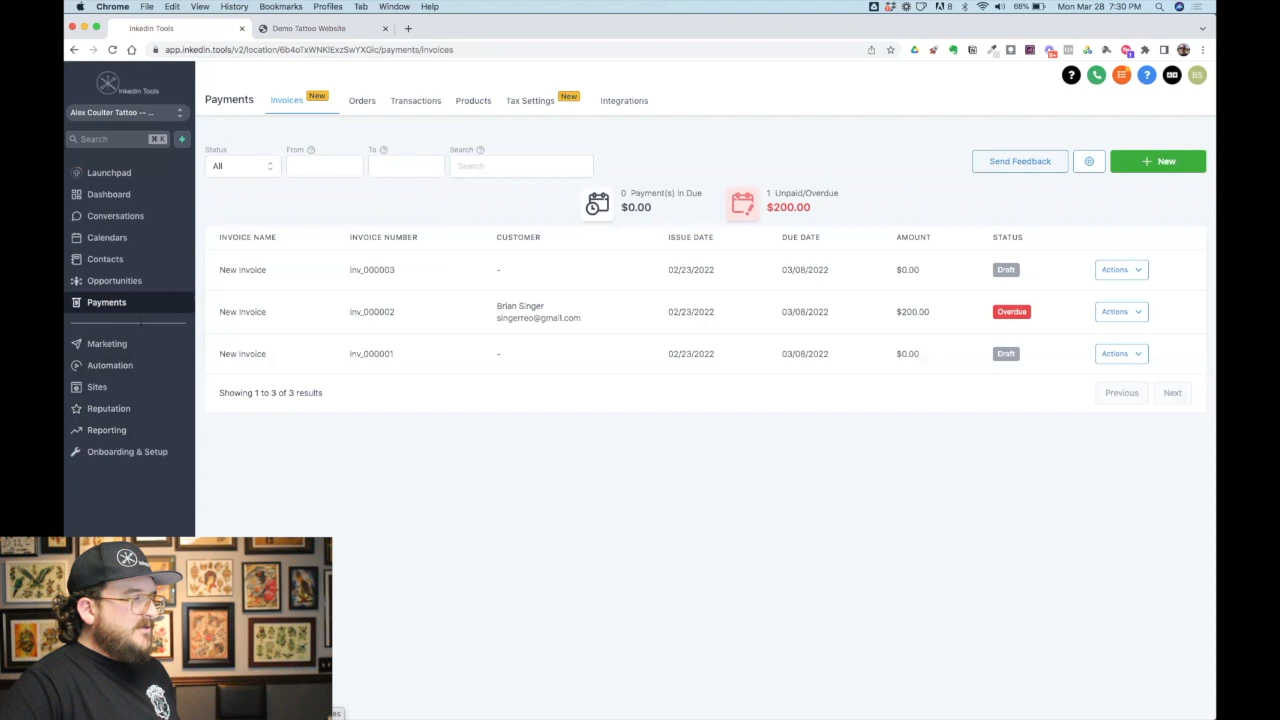 Chrome File Edit View History Bookmarks Profiles Tab Window Help
8 68% Mon Mar 28 7:30 PM
Inkedin Tools Demo Tattoo Website
app.inkedin.tools/v2/location/6b4oTxWNKlExzSwYXGic/payments/invoices
Inkedin Tools
Alex Coulter Tattoo -- ...
Search ⌘ K
Launchpad
Dashboard
Conversations
Calendars
Contacts
Opportunities
Payments
Marketing
Automation
Sites
Reputation
Reporting
Onboarding & Setup
? ? BS
Payments Invoices New Orders Transactions Products Tax Settings New Integrations
Status From To Search
All Search Send Feedback + New
0 Payment(s) in Due 1 Unpaid/Overdue
$0.00 $200.00
INVOICE NAME INVOICE NUMBER CUSTOMER ISSUE DATE DUE DATE AMOUNT STATUS
New Invoice inv_000003 - 02/23/2022 03/08/2022 $0.00 Draft Actions
New Invoice inv_000002 Brian Singer 02/23/2022 03/08/2022 $200.00 Overdue Actions
singerreo@gmail.com
New Invoice inv_000001 - 02/23/2022 03/08/2022 $0.00 Draft Actions
Showing 1 to 3 of 3 results Previous Next